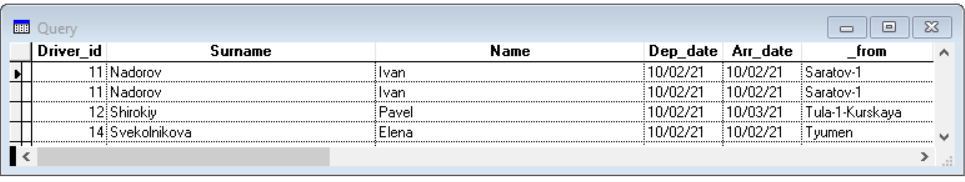 Query
Driver_id Surname Name Dep_date Arr_date _from
11 Nadorov Ivan 10/02/21 10/02/21 Saratov-1
11 Nadorov Ivan 10/02/21 10/02/21 Saratov-1
12 Shirokiy Pavel 10/02/21 10/03/21 Tula-1-Kurskaya
14 Svekolnikova Elena 10/02/21 10/02/21 Tyumen